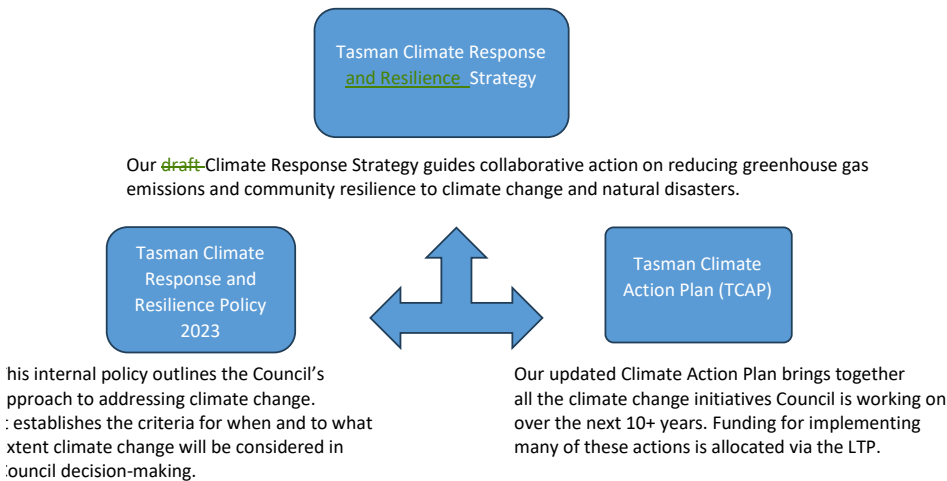 Tasman Climate Response
and Resilience Strategy
Our draft Climate Response Strategy guides collaborative action on reducing greenhouse gas
emissions and community resilience to climate change and natural disasters.
Tasman Climate
Response and
Resilience Policy
2023
Tasman Climate
Action Plan (TCAP)
his internal policy outlines the Council's
pproach to addressing climate change.
establishes the criteria for when and to what
xtent climate change will be considered in
ouncil decision-making.
Our updated Climate Action Plan brings together
all the climate change initiatives Council is working on
over the next 10+ years. Funding for implementing
many of these actions is allocated via the LTP.